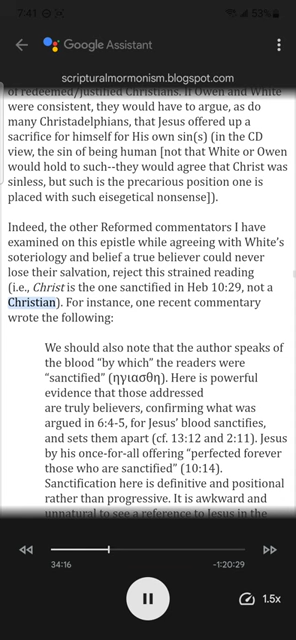 7:41
53%
Google Assistant
scripturalmormonism.blogspot.com
of redeemed/justified Christians. If Owen and White
were consistent, they would have to argue, as do
many Christadelphians, that Jesus offered up a
sacrifice for himself for His own sin(s) (in the CD
view, the sin of being human [not that White or Owen
would hold to such--they would agree that Christ was
sinless, but such is the precarious position one is
placed with such eisegetical nonsense]).
Indeed, the other Reformed commentators I have
examined on this epistle while agreeing with White's
soteriology and belief a true believer could never
lose their salvation, reject this strained reading
(i.e., Christ is the one sanctified in Heb 10:29, not a
Christian). For instance, one recent commentary
wrote the following:
We should also note that the author speaks of
the blood “by which” the readers were
“sanctified” (ηγιασθη). Here is powerful
evidence that those addressed
are truly believers, confirming what was
argued in 6:4-5, for Jesus’ blood sanctifies,
and sets them apart (cf. 13:12 and 2:11). Jesus
by his once-for-all offering “perfected forever
those who are sanctified” (10:14).
Sanctification here is definitive and positional
rather than progressive. It is awkward and
unnatural to see a reference to Jesus in the
34:16
-1:20:29
1.5x